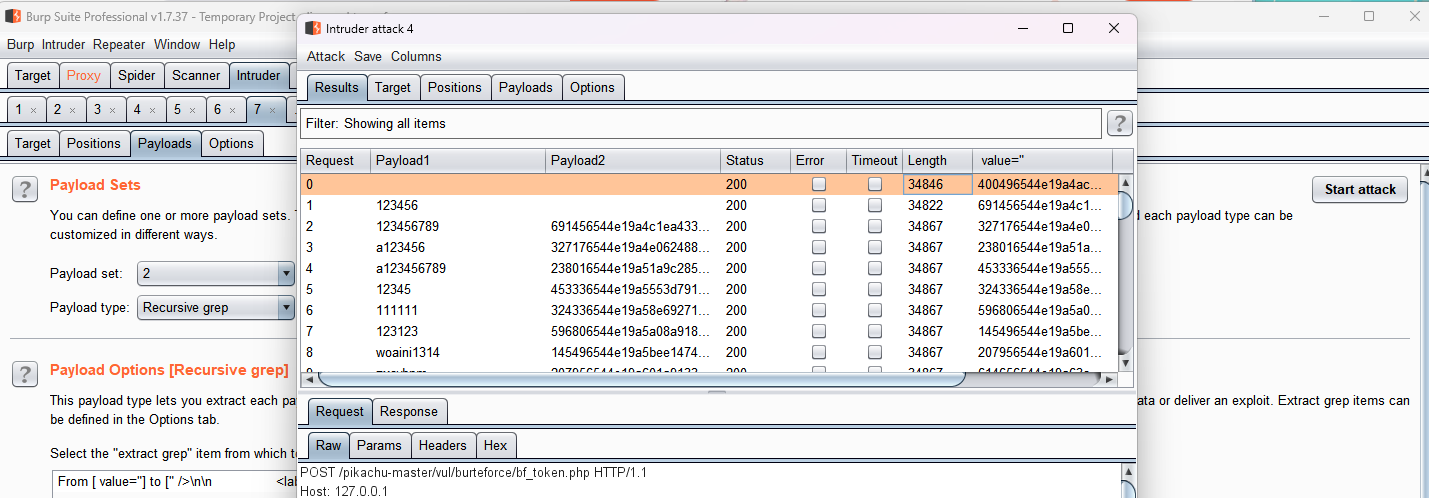 Burp Suite Professional v1.7.37 - Temporary Project
Intruder attack 4
Burp Intruder Repeater Window Help
Attack Save Columns
Target Proxy Spider Scanner Intruder
Results Target Positions Payloads Options
1 × 2 × 3 × 4 × 5 × 6 × 7 ×
Filter: Showing all items
?
Target Positions Payloads Options
Request Payload1 Payload2 Status Error Timeout Length value="
0 200 34846 400496544e19a4ac...
1 123456 200 34822 691456544e19a4c1...
2 123456789 691456544e19a4c1ea433... 200 34867 327176544e19a4e0...
3 a123456 327176544e19a4e062488... 200 34867 238016544e19a51a...
4 a123456789 238016544e19a51a9c285... 200 34867 453336544e19a555...
5 12345 453336544e19a5553d791... 200 34867 324336544e19a58e...
6 111111 324336544e19a58e69271... 200 34867 596806544e19a5a0...
7 123123 596806544e19a5a08a918... 200 34867 145496544e19a5be...
8 woaini1314 145496544e19a5bee1474... 200 34867 207956544e19a601...
? Payload Sets
Start attack
You can define one or more payload sets.
d each payload type can be
customized in different ways.
Payload set: 2
Payload type: Recursive grep
? Payload Options [Recursive grep]
This payload type lets you extract each pa
ata or deliver an exploit. Extract grep items can
be defined in the Options tab.
Select the "extract grep" item from which t
From [ value="] to [" />\n\n <lab
Request Response
Raw Params Headers Hex
POST /pikachu-master/vul/burteforce/bf_token.php HTTP/1.1
Host: 127.0.0.1